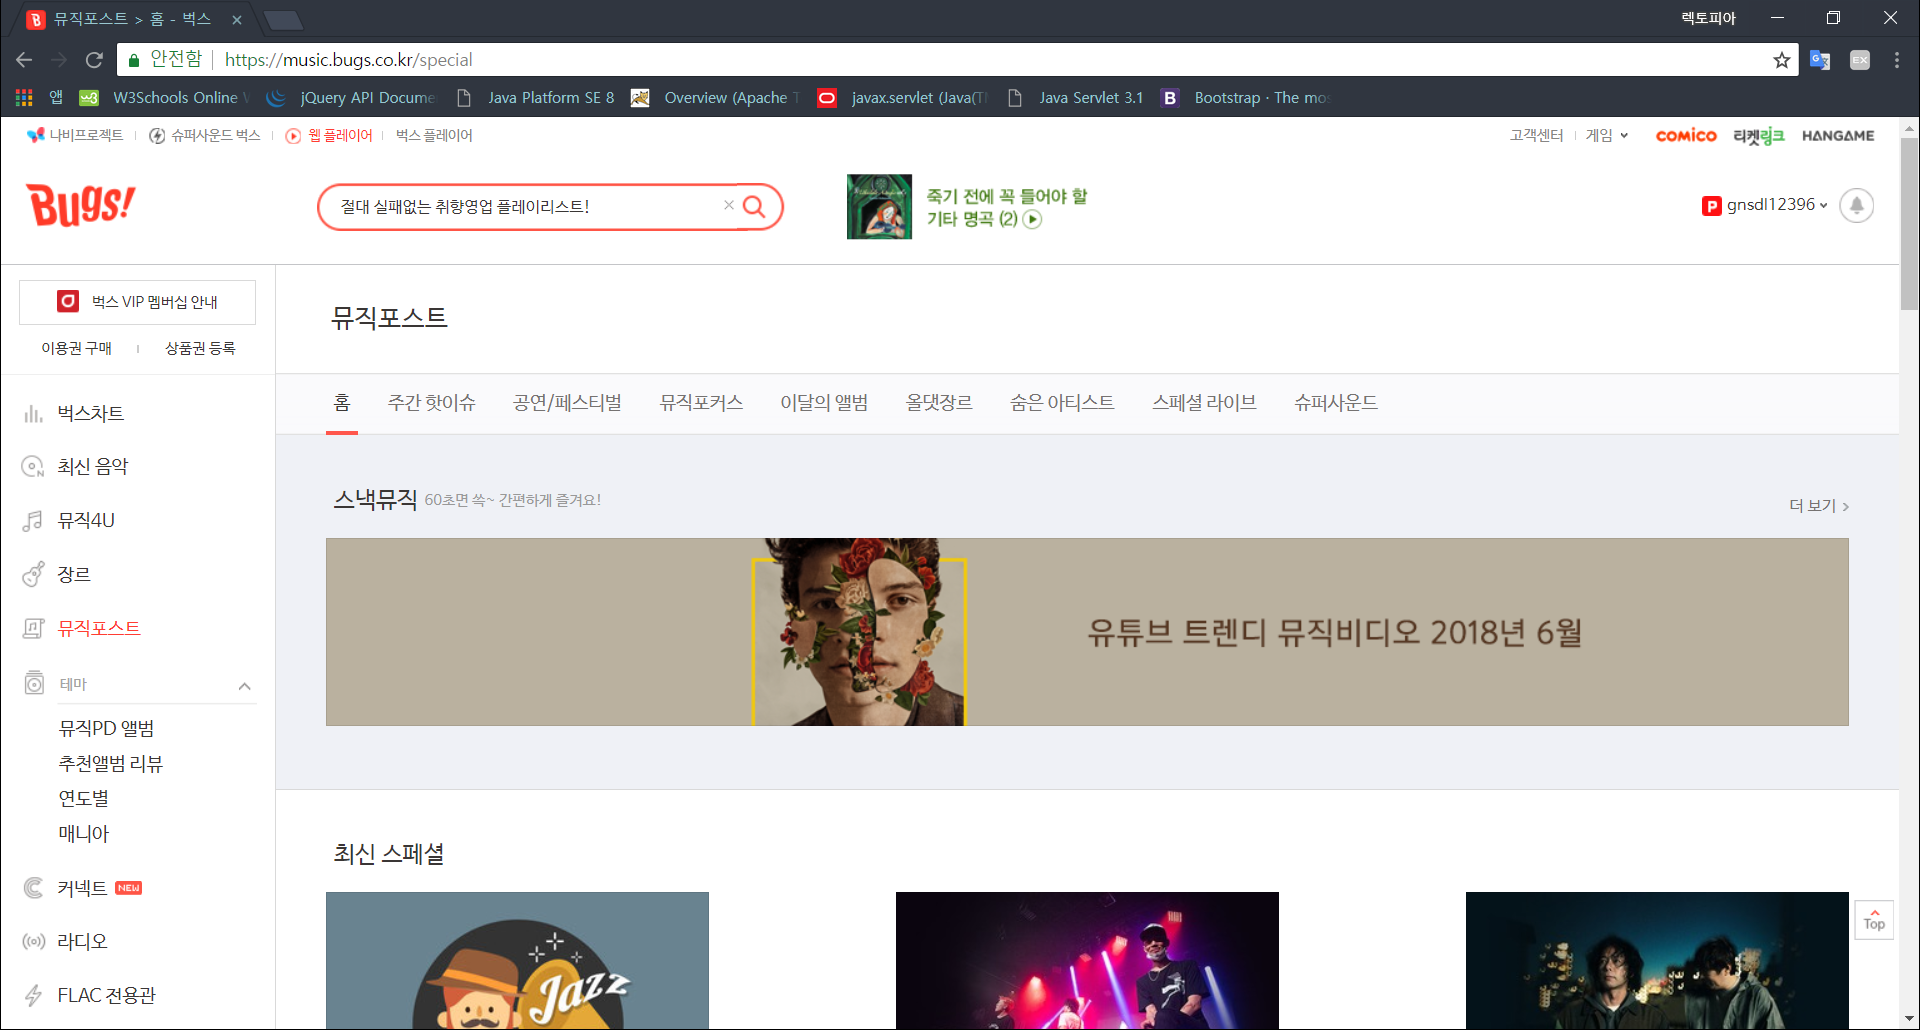 뮤직포스트 > 홈 - 벅스
렉토피아
안전함 https://music.bugs.co.kr/special
앱 W3Schools Online jQuery API Docume Java Platform SE 8 Overview (Apache T javax.servlet (Java(T Java Servlet 3.1 Bootstrap · The mos
나비프로젝트 슈퍼사운드 벅스 웹 플레이어 벅스 플레이어
고객센터 게임 COMICO 티켓링크 HANGAME
Bugs!
절대 실패없는 취향영업 플레이리스트!
죽기 전에 꼭 들어야 할
기타 명곡 (2)
gnsdl12396
벅스 VIP 멤버십 안내
이용권 구매 상품권 등록
벅스차트
최신 음악
뮤직4U
장르
뮤직포스트
테마
뮤직PD 앨범
추천앨범 리뷰
연도별
매니아
커넥트 NEW
라디오
FLAC 전용관
뮤직포스트
홈 주간 핫이슈 공연/페스티벌 뮤직포커스 이달의 앨범 올댓장르 숨은 아티스트 스페셜 라이브 슈퍼사운드
스낵뮤직 60초면 쏙~ 간편하게 즐겨요!
더 보기
유튜브 트렌디 뮤직비디오 2018년 6월
최신 스페셜
Jazz
Top